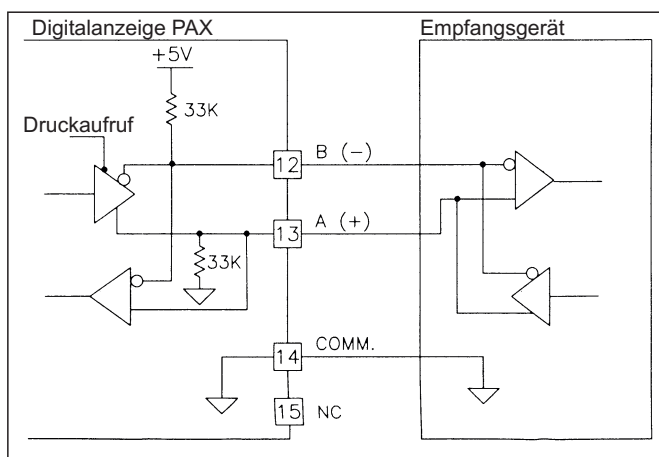 Digitalanzeige PAX
Empfangsgerät
+5V
33K
Druckaufruf
12
B (-)
13
A (+)
33K
14
COMM.
15
NC